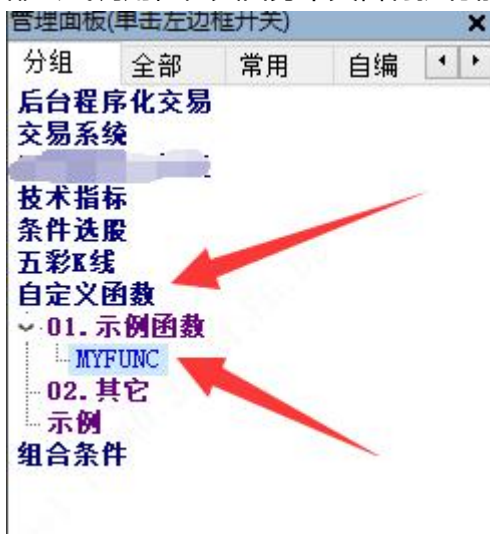 管理面板(单击左边框开关)
分组 全部 常用 自编
后台程序化交易
交易系统
技术指标
条件选股
五彩K线
自定义函数
01.示例函数
MYFUNC
02.其它
示例
组合条件